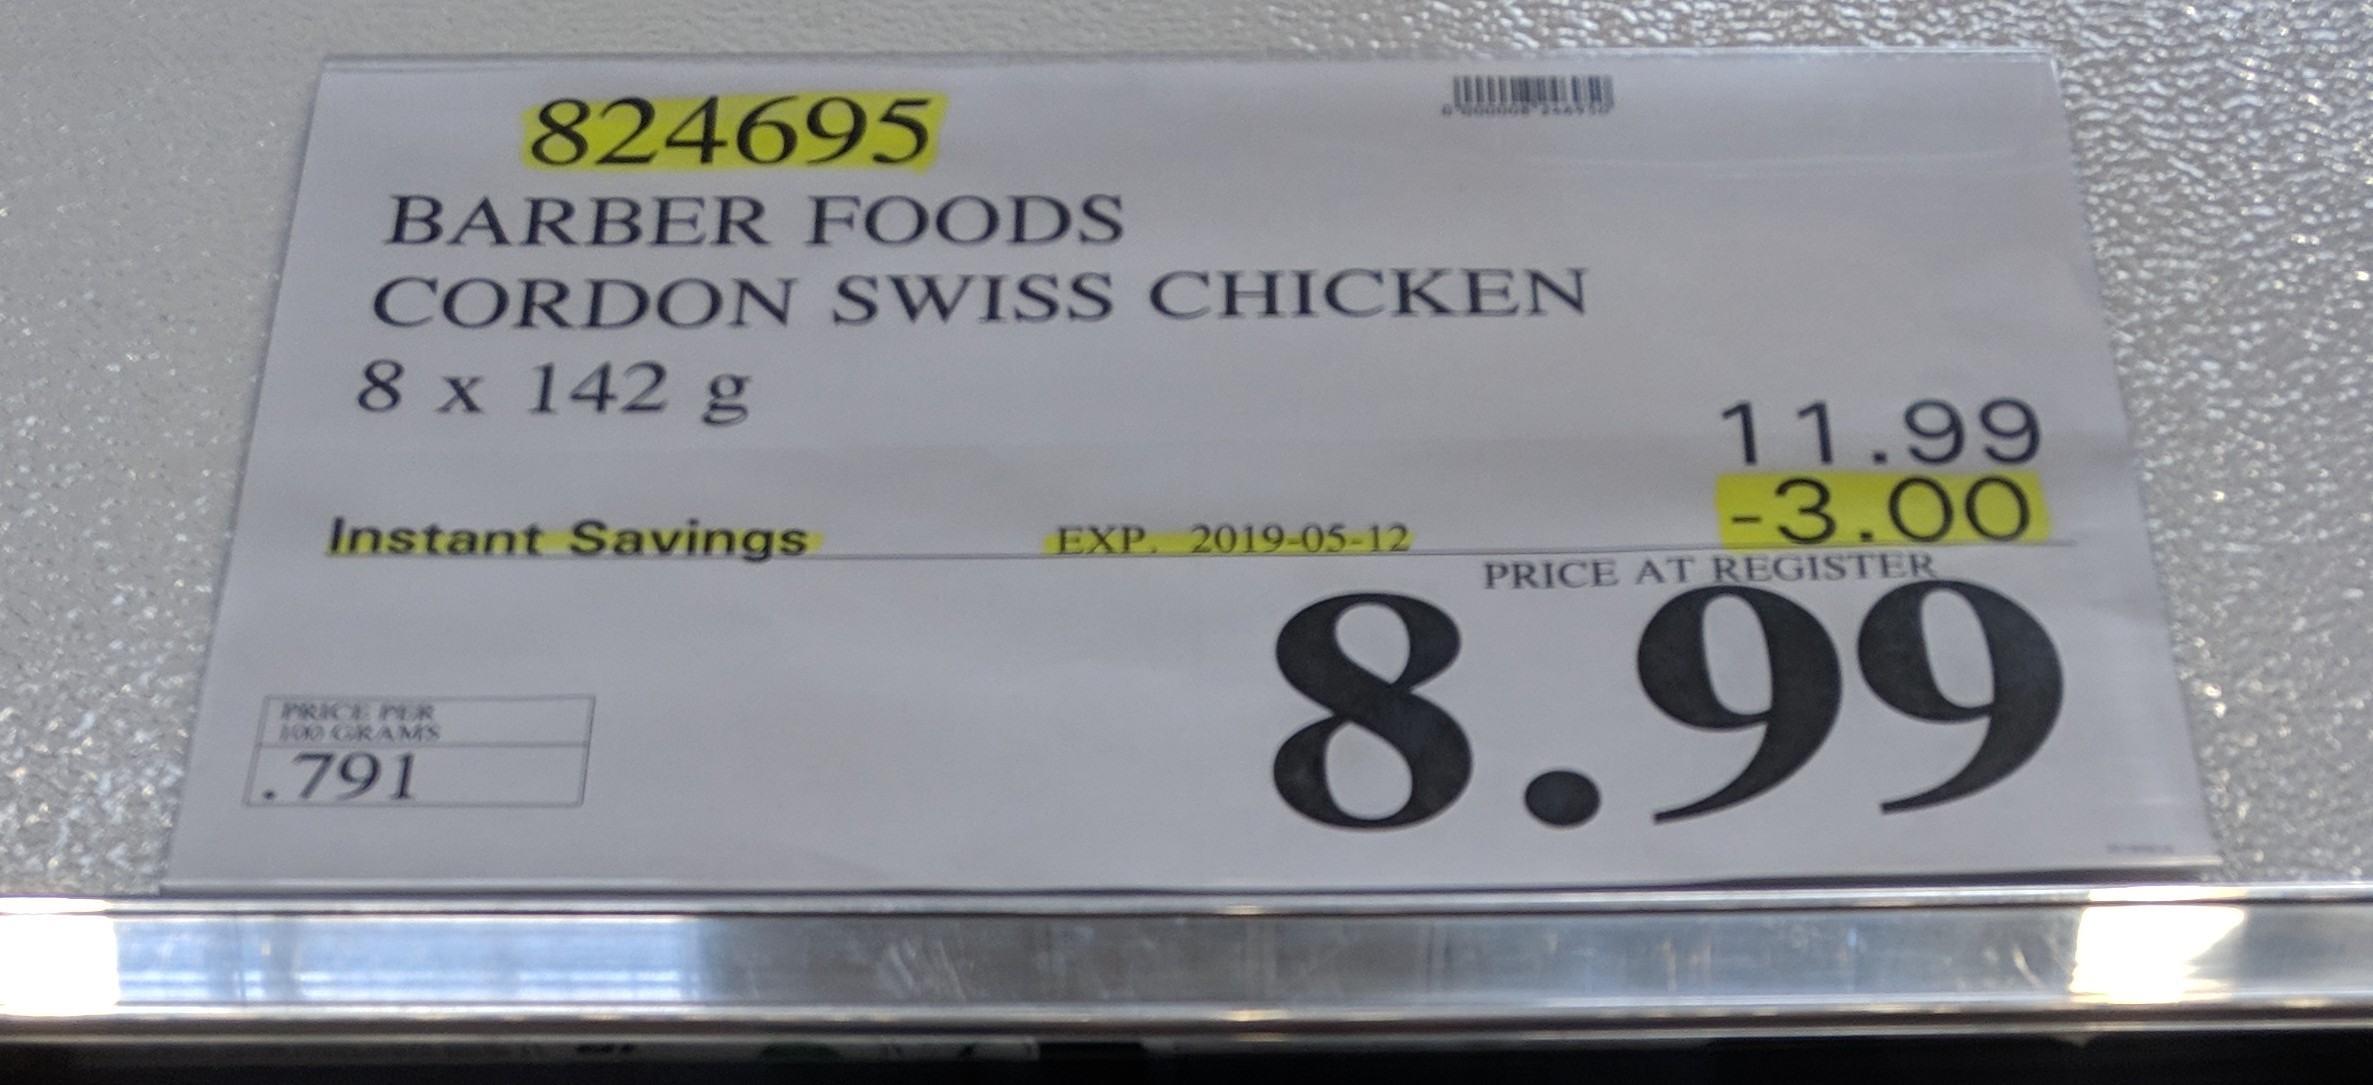 824695
BARBER FOODS
CORDON SWISS CHICKEN
8 x 142 g
11.99
Instant Savings EXP. 2019-05-12 -3.00
PRICE AT REGISTER
8.99
PRICE PER
100 GRAMS
.791